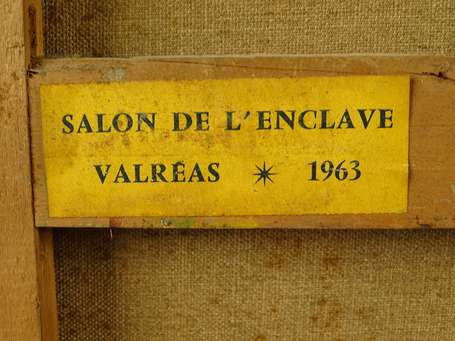 SALON DE L'ENCLAVE
VALRÉAS ✴ 1963